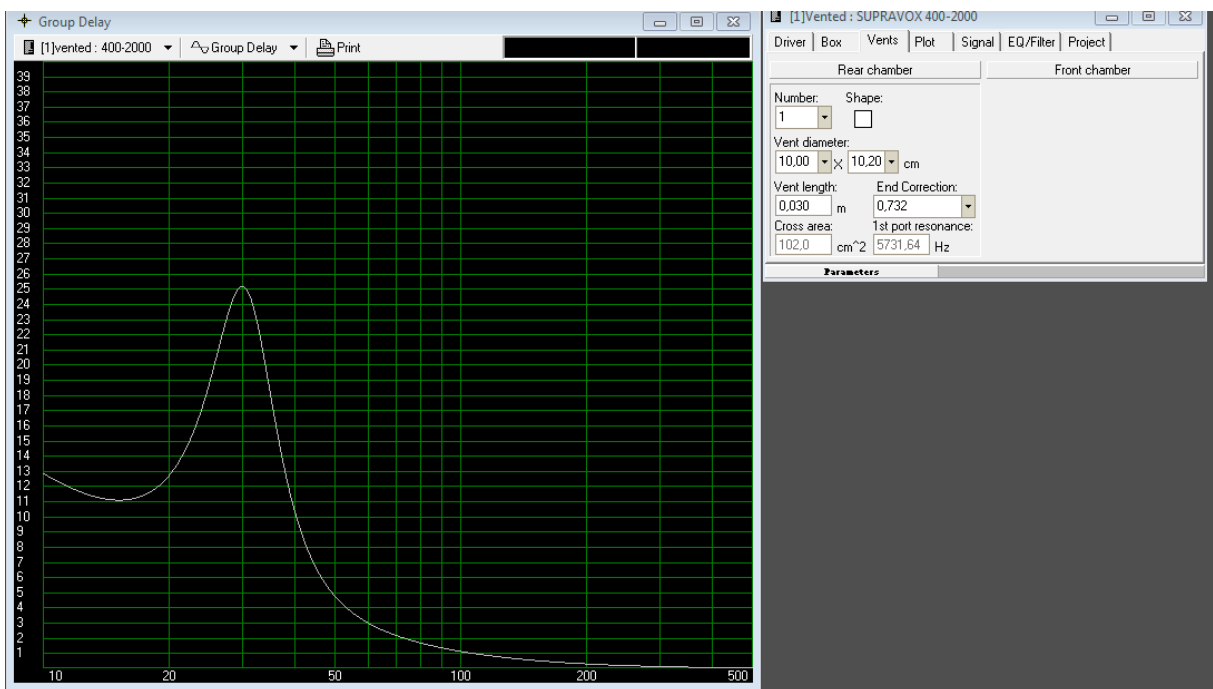 Group Delay
[1]vented : 400-2000 Group Delay Print
39
38
37
36
35
34
33
32
31
30
29
28
27
26
25
24
23
22
21
20
19
18
17
16
15
14
13
12
11
10
9
8
7
6
5
4
3
2
1
10 20 50 100 200 500
[1]Vented : SUPRAVOX 400-2000
Driver Box Vents Plot Signal EQ/Filter Project
Rear chamber Front chamber
Number: Shape:
1
Vent diameter:
10,00 X 10,20 cm
Vent length: End Correction:
0,030 m 0,732
Cross area: 1st port resonance:
102,0 cm^2 5731,64 Hz
Parameters